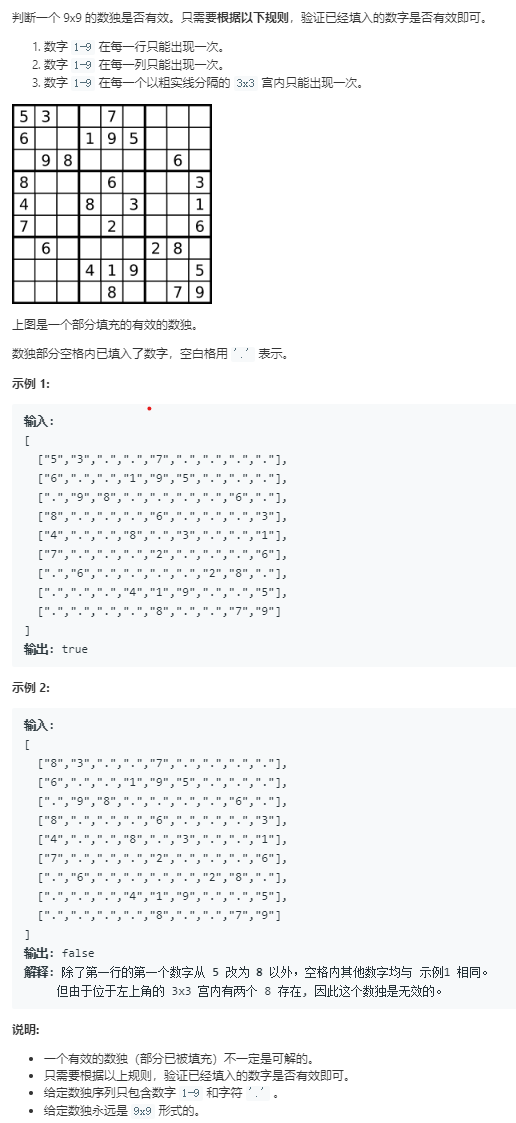 判断一个 9x9 的数独是否有效。只需要根据以下规则，验证已经填入的数字是否有效即可。
1. 数字 1-9 在每一行只能出现一次。
2. 数字 1-9 在每一列只能出现一次。
3. 数字 1-9 在每一个以粗实线分隔的 3x3 宫内只能出现一次。
5 3 7
6 1 9 5
9 8 6
8 6 3
4 8 3 1
7 2 6
6 2 8
4 1 9 5
8 7 9
上图是一个部分填充的有效的数独。
数独部分空格内已填入了数字，空白格用 '.' 表示。
示例 1:
输入:
[
["5","3",".",".","7",".",".",".","."],
["6",".",".","1","9","5",".",".","."],
[".","9","8",".",".",".",".","6","."],
["8",".",".",".","6",".",".",".","3"],
["4",".",".","8",".","3",".",".","1"],
["7",".",".",".","2",".",".",".","6"],
[".","6",".",".",".",".","2","8","."],
[".",".",".","4","1","9",".",".","5"],
[".",".",".",".","8",".",".","7","9"]
]
输出: true
示例 2:
输入:
[
["8","3",".",".","7",".",".",".","."],
["6",".",".","1","9","5",".",".","."],
[".","9","8",".",".",".",".","6","."],
["8",".",".",".","6",".",".",".","3"],
["4",".",".","8",".","3",".",".","1"],
["7",".",".",".","2",".",".",".","6"],
[".","6",".",".",".",".","2","8","."],
[".",".",".","4","1","9",".",".","5"],
[".",".",".",".","8",".",".","7","9"]
]
输出: false
解释: 除了第一行的第一个数字从 5 改为 8 以外，空格内其他数字均与 示例1 相同。
但由于位于左上角的 3x3 宫内有两个 8 存在, 因此这个数独是无效的。
说明:
• 一个有效的数独（部分已被填充）不一定是可解的。
• 只需要根据以上规则，验证已经填入的数字是否有效即可。
• 给定数独序列只包含数字 1-9 和字符 '.' 。
• 给定数独永远是 9x9 形式的。